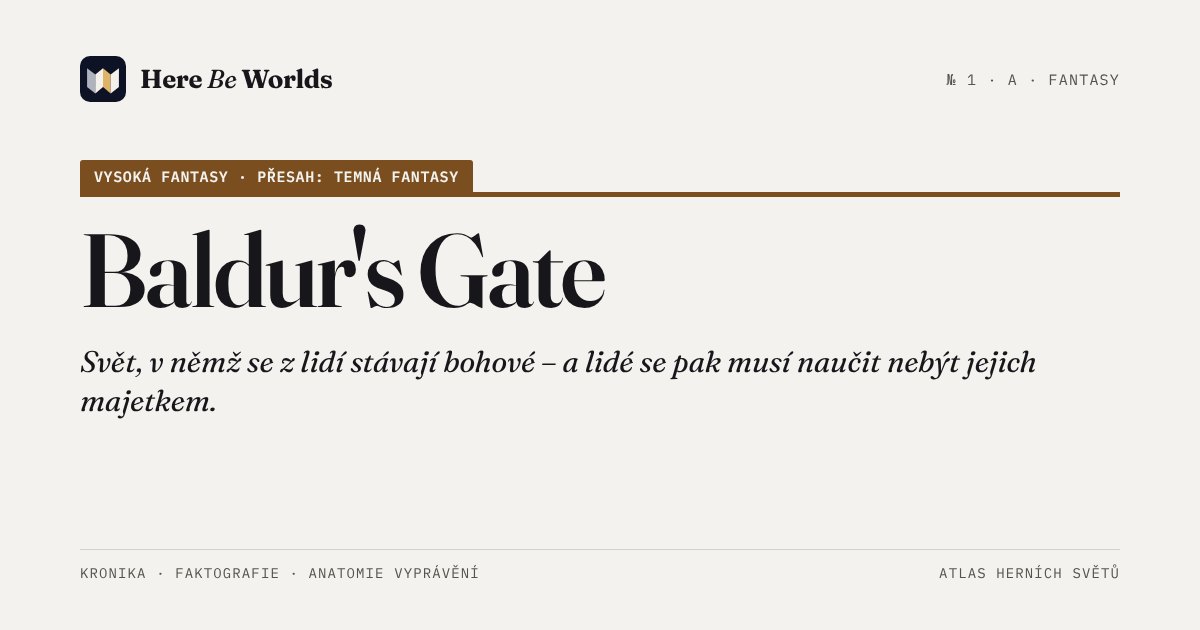 Here Be Worlds
№ 1 · A · FANTASY
VYSOKÁ FANTASY · PŘESAH: TEMNÁ FANTASY
Baldur's Gate
Svět, v němž se z lidí stávají bohové – a lidé se pak musí naučit nebýt jejich
majetkem.
KRONIKA · FAKTOGRAFIE · ANATOMIE VYPRÁVĚNÍ
ATLAS HERNÍCH SVĚTŮ